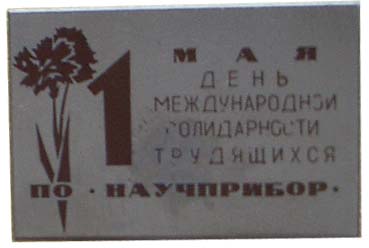 1 МАЯ
ДЕНЬ
МЕЖДУНАРОДНОЙ
СОЛИДАРНОСТИ
ТРУДЯЩИХСЯ
ПО · НАУЧПРИБОР ·